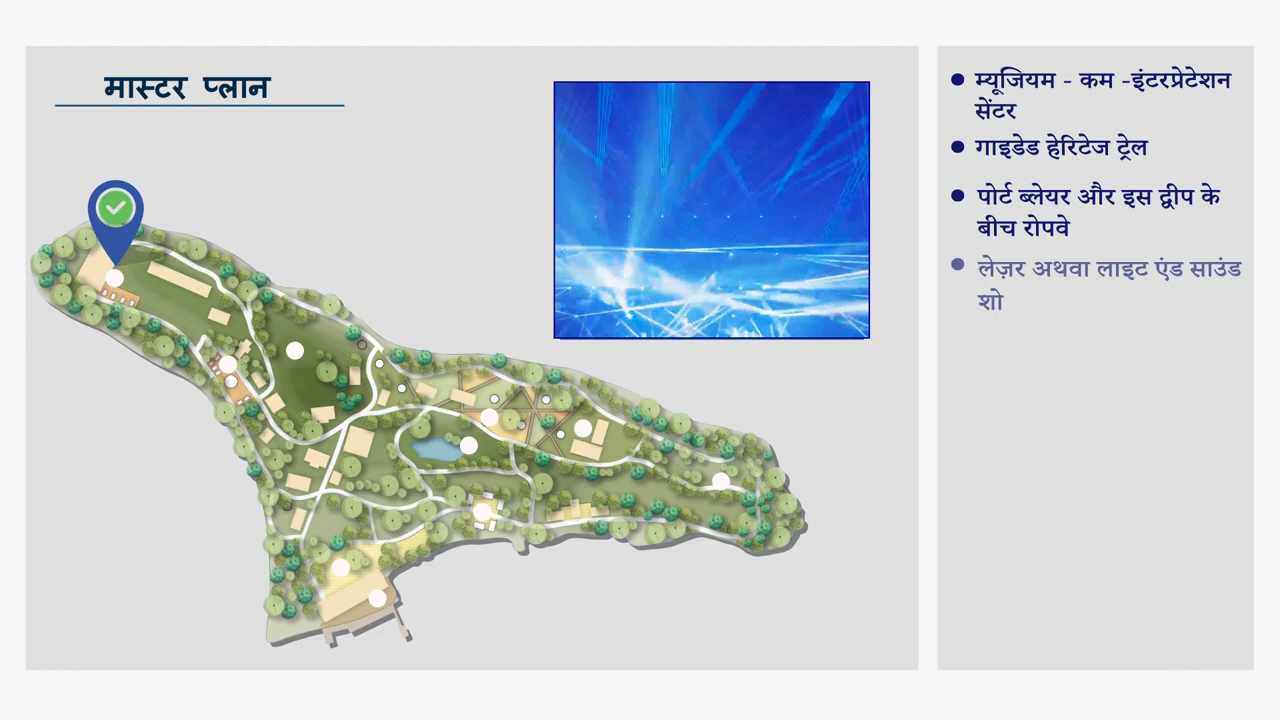 मास्टर प्लान
म्यूजियम - कम -इंटरप्रेटेशन
सेंटर
गाइडेड हेरिटेज ट्रेल
पोर्ट ब्लेयर और इस द्वीप के
बीच रोपवे
लेज़र अथवा लाइट एंड साउंड
शो